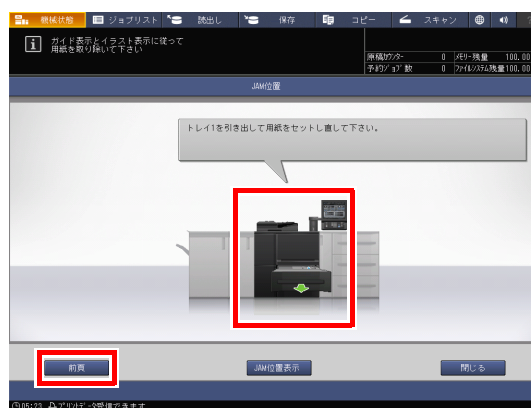 機械状態
ジョブリスト
読出し
保存
コピー
スキャン
ガイド表示とイラスト表示に従って
用紙を取り除いて下さい
原稿ｶｳﾝﾀｰ 0 ﾒﾓﾘｰ残量 100.00
予約ｼﾞｮﾌﾞ数 0 ﾌｧｲﾙｼｽﾃﾑ残量100.00
JAM位置
トレイ1を引き出して用紙をセットし直して下さい。
前頁
JAM位置表示
閉じる
05:23 ﾌﾟﾘﾝﾄﾃﾞｰﾀ受信できます